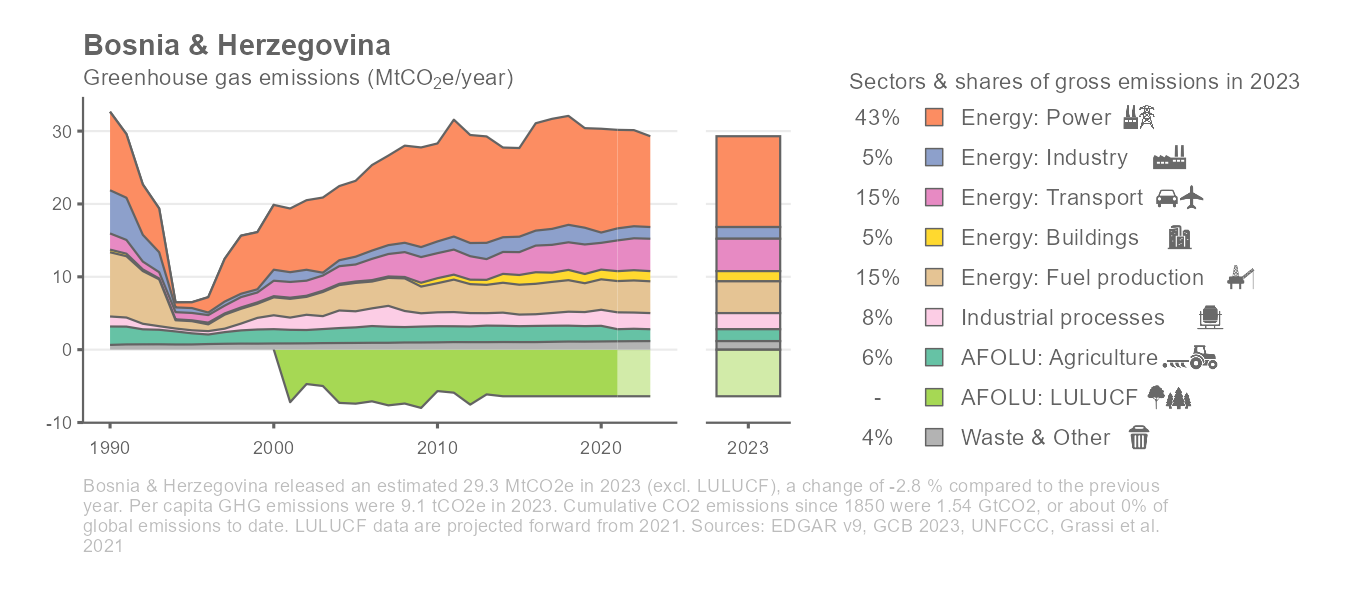 Bosnia & Herzegovina
Greenhouse gas emissions (MtCO₂e/year)
Sectors & shares of gross emissions in 2023
43% Energy: Power
5% Energy: Industry
15% Energy: Transport
5% Energy: Buildings
15% Energy: Fuel production
8% Industrial processes
6% AFOLU: Agriculture
- AFOLU: LULUCF
4% Waste & Other
30
20
10
0
-10
1990 2000 2010 2020 2023
Bosnia & Herzegovina released an estimated 29.3 MtCO2e in 2023 (excl. LULUCF), a change of -2.8 % compared to the previous
year. Per capita GHG emissions were 9.1 tCO2e in 2023. Cumulative CO2 emissions since 1850 were 1.54 GtCO2, or about 0% of
global emissions to date. LULUCF data are projected forward from 2021. Sources: EDGAR v9, GCB 2023, UNFCCC, Grassi et al.
2021